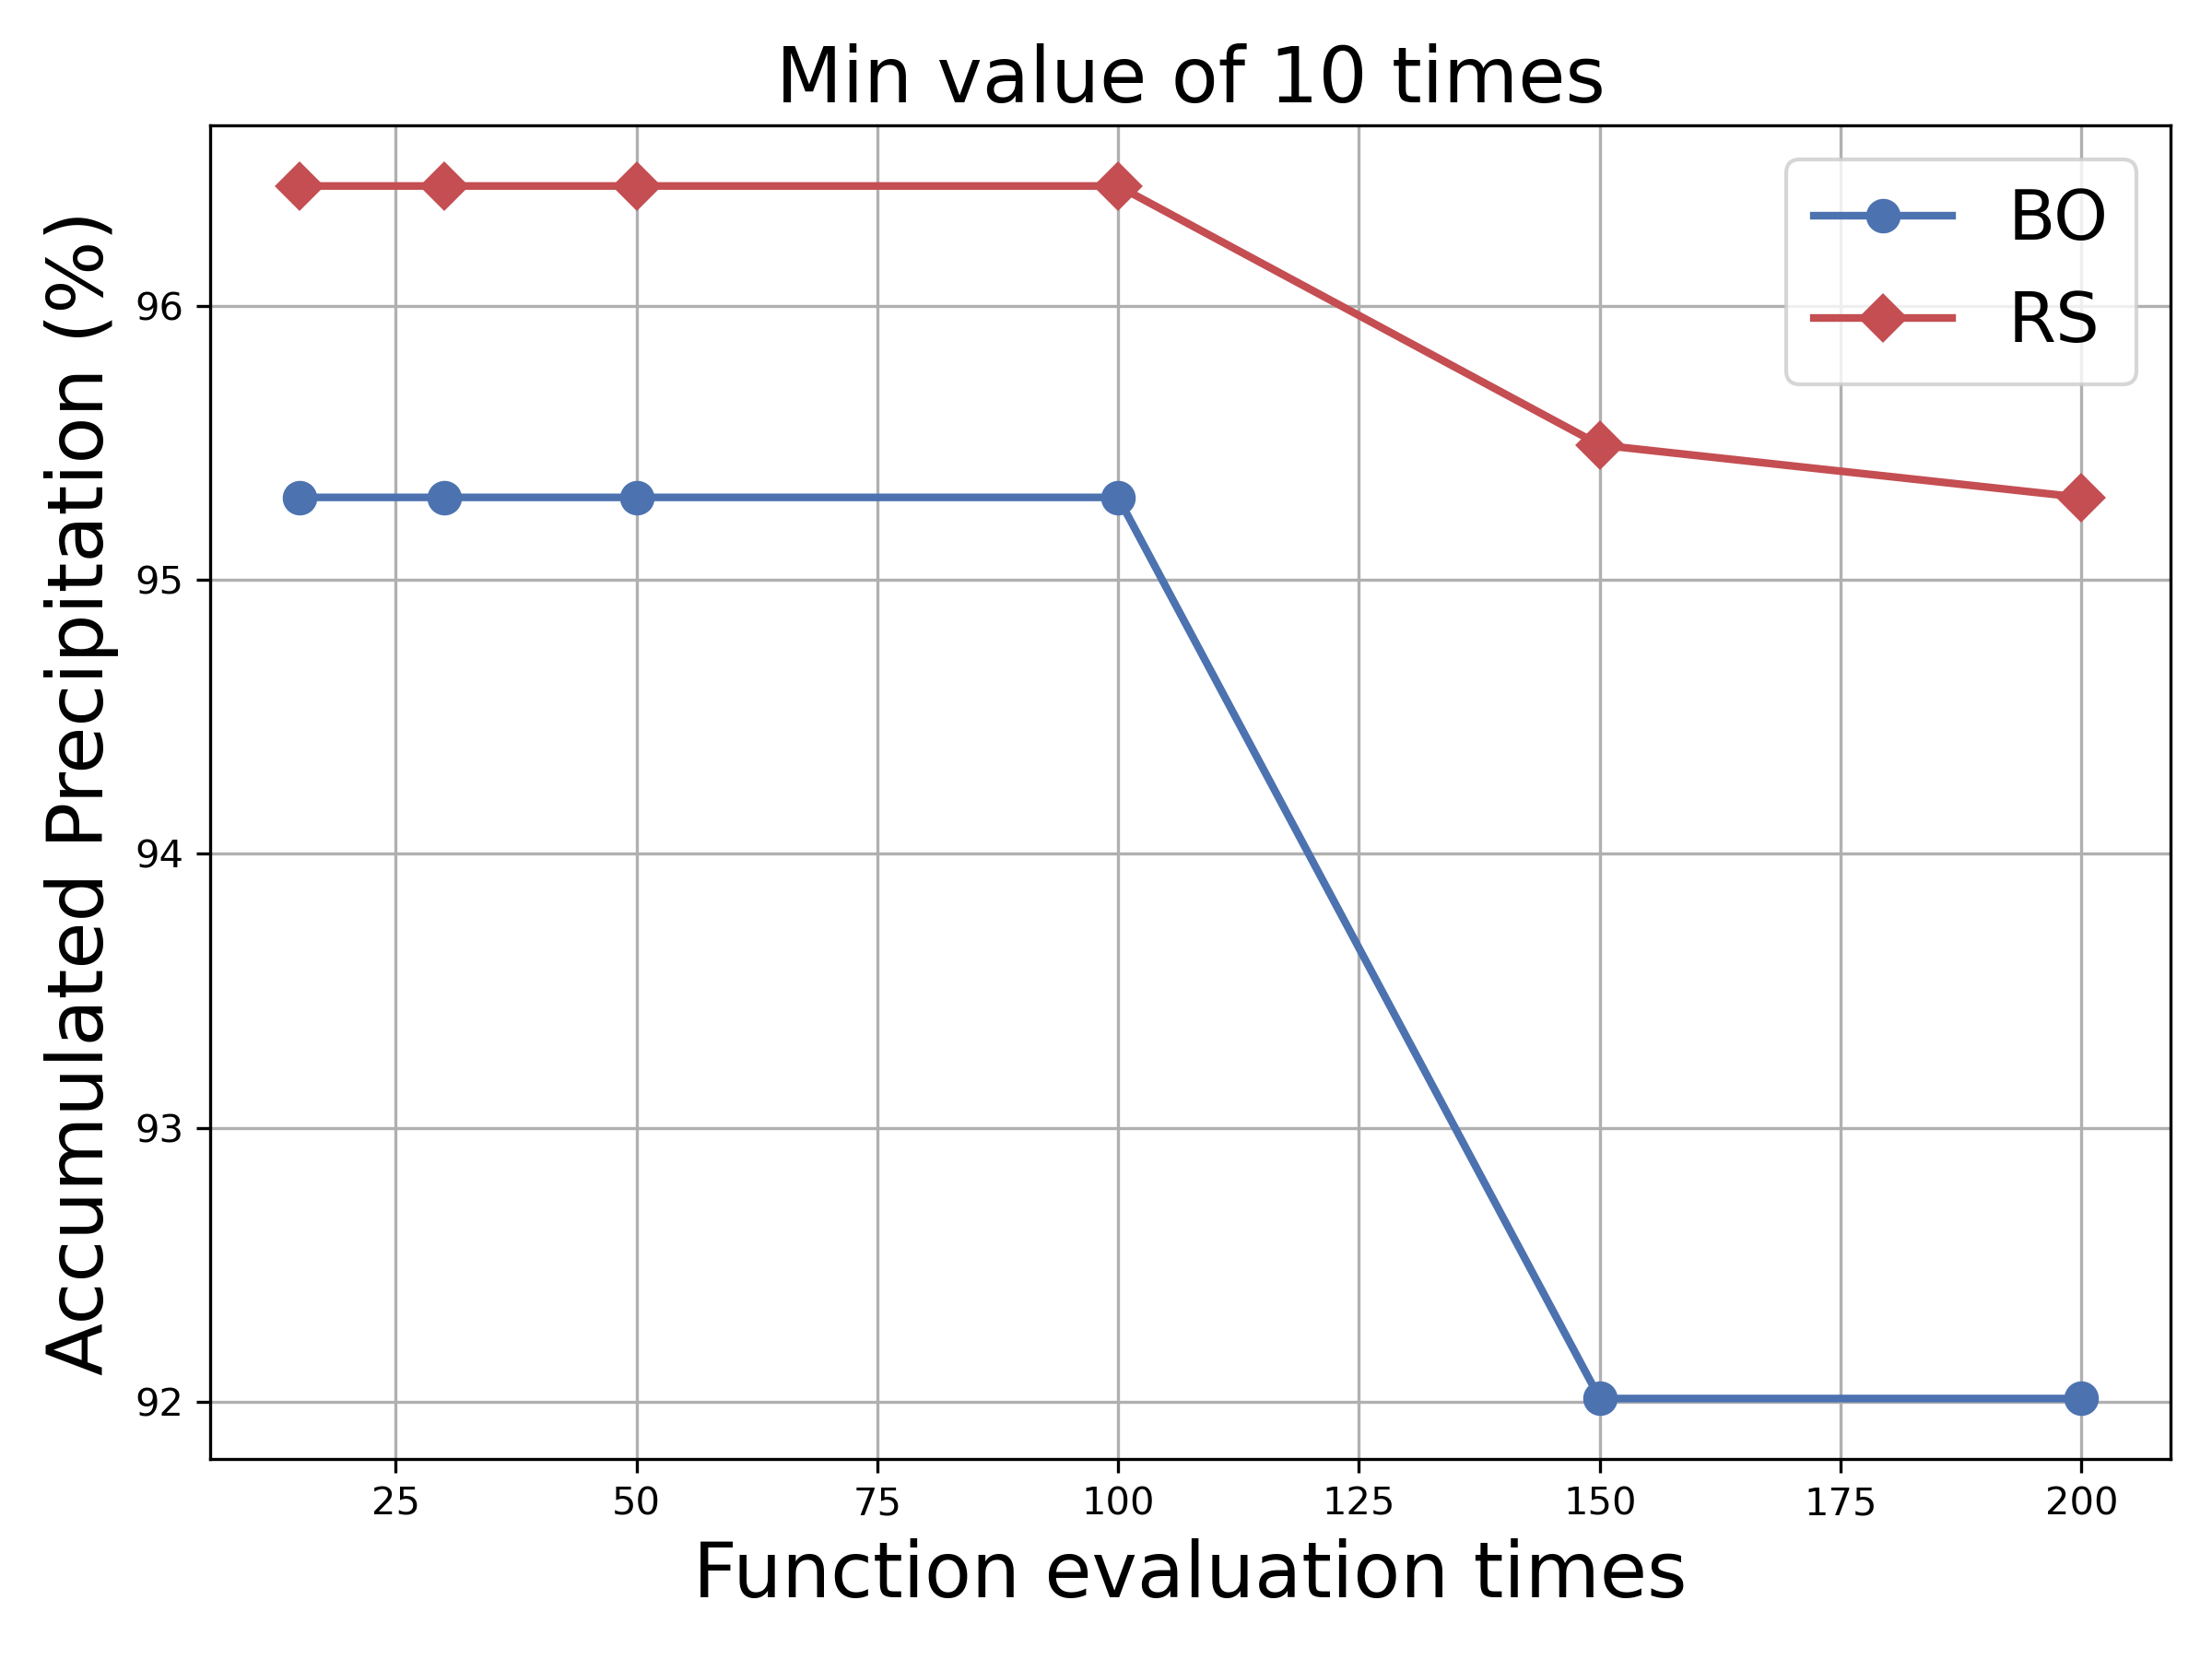 Min value of 10 times
BO
RS
Accumulated Precipitation (%)
96
95
94
93
92
25 50 75 100 125 150 175 200
Function evaluation times